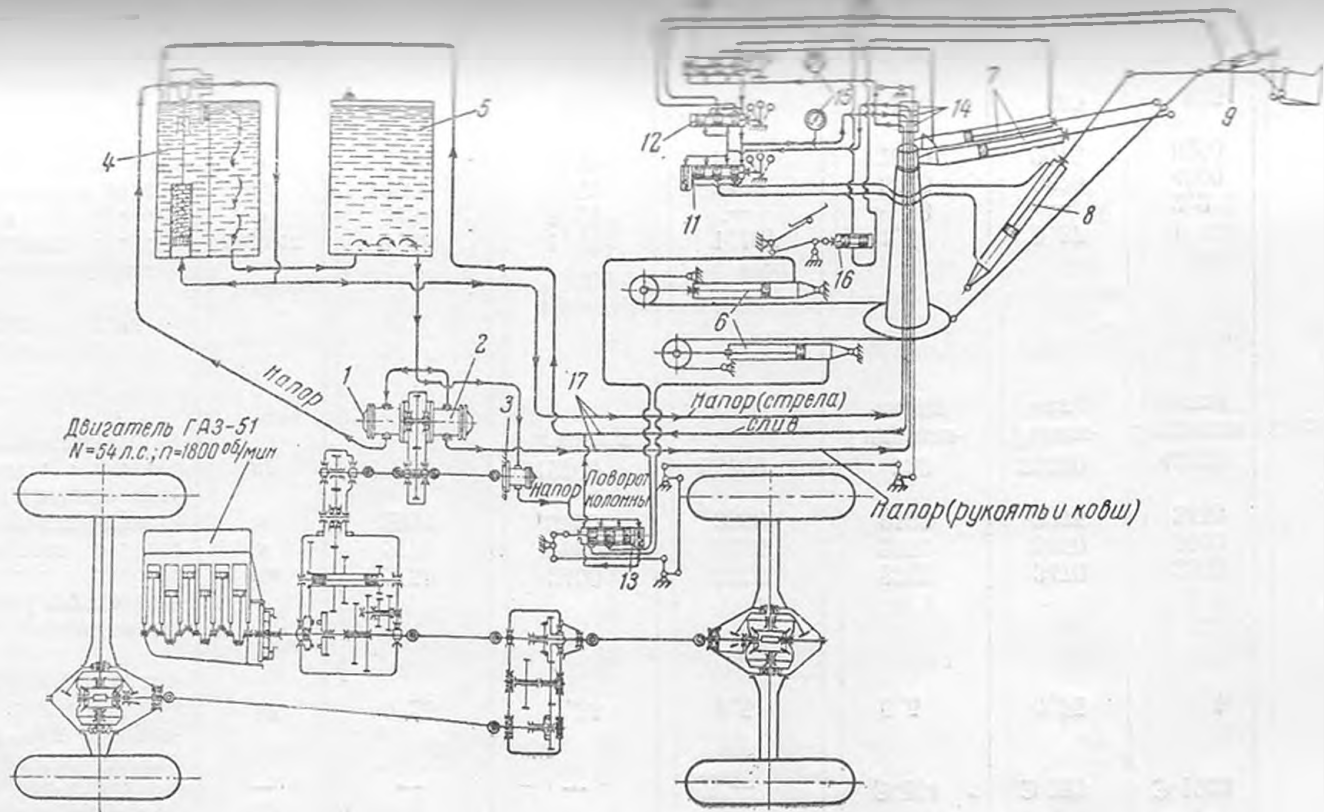 5
7
15
14
12
9
4
11
8
16
6
2
1
17
3
Напор
Напор(стрела)
слив
Двигатель ГАЗ-51
N=54 л.с.; n=1800 об/мин
Напор
Поворот
колонны
Напор(рукоять и ковш)
13